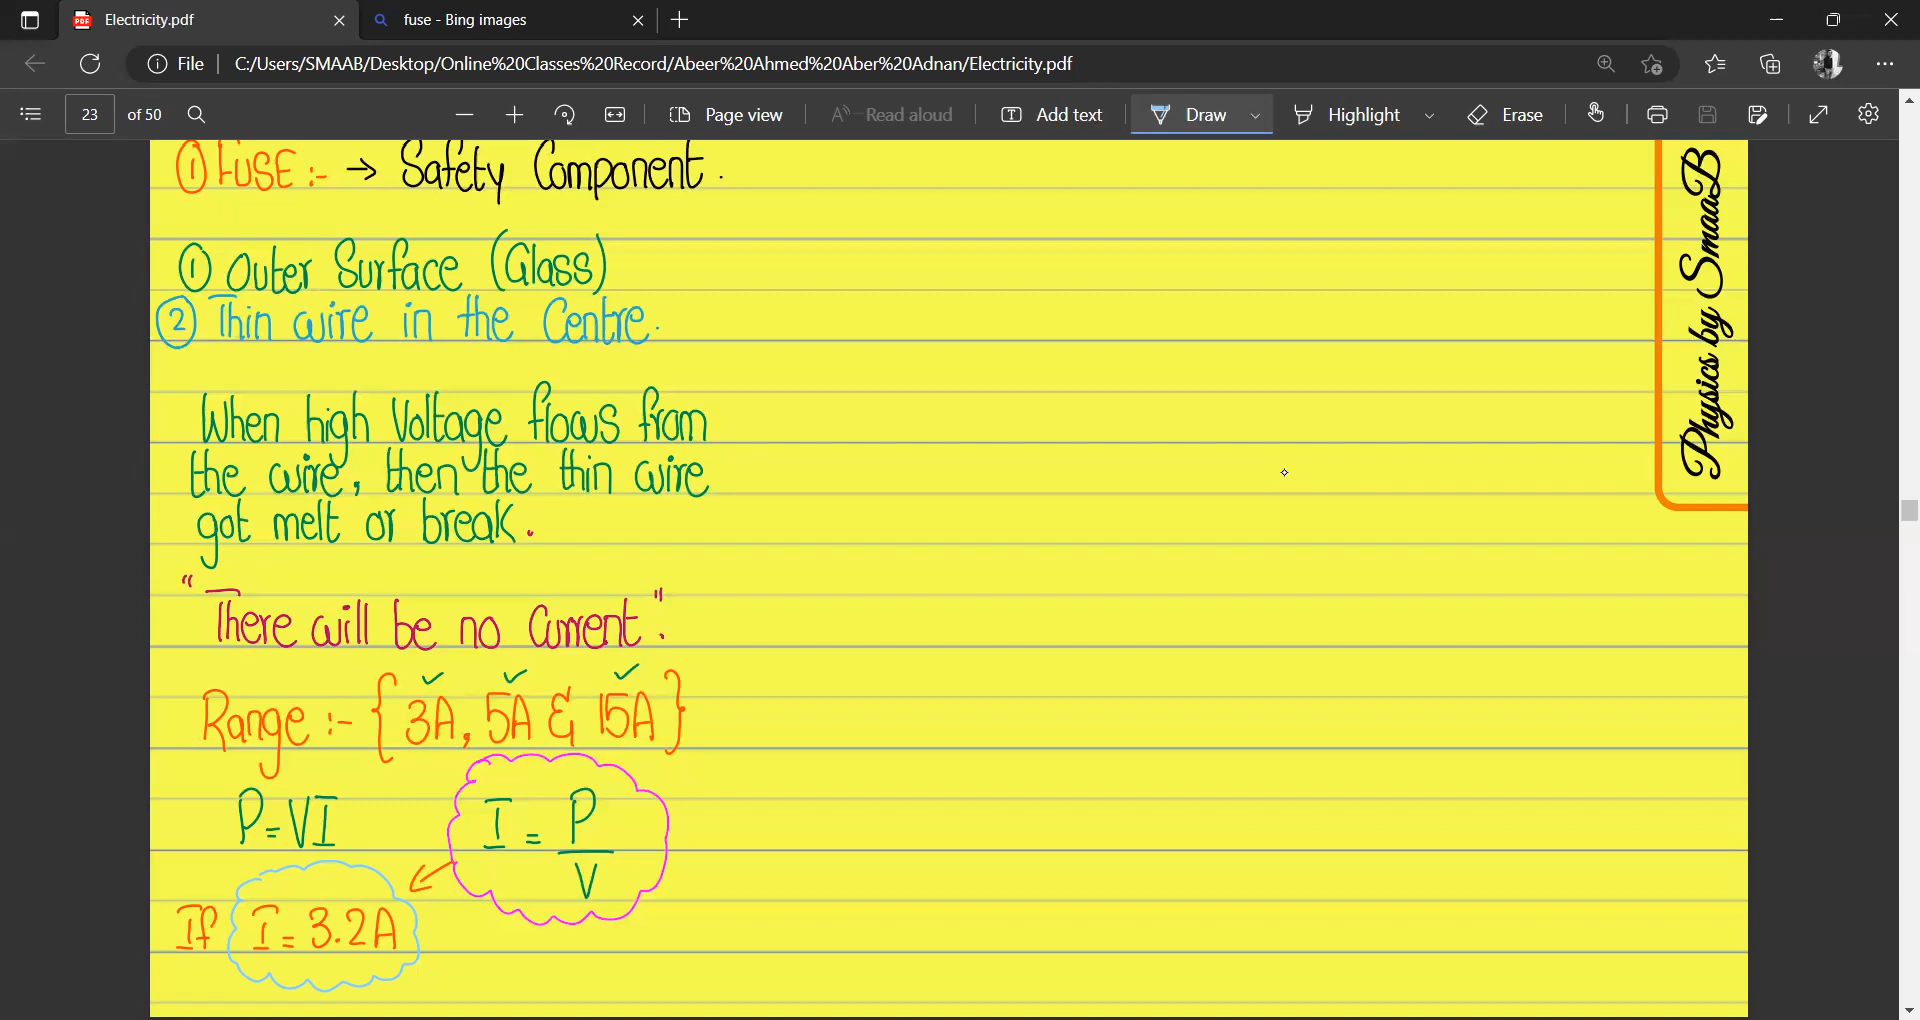 Electricity.pdf
fuse - Bing images
File
C:/Users/SMAAB/Desktop/Online%20Classes%20Record/Abeer%20Ahmed%20Aber%20Adnan/Electricity.pdf
23 of 50
Page view
Read aloud
Add text
Draw
Highlight
Erase
① FUSE :- → Safety Component .
① Outer Surface (Glass)
② Thin wire in the Centre.
When high Voltage flows from
the wire, then the thin wire
got melt or break.
"There will be no Current".
Range :- { 3A, 5A & 15A }
P = VI
I = P
V
If I = 3.2A
Physics by SmaaB